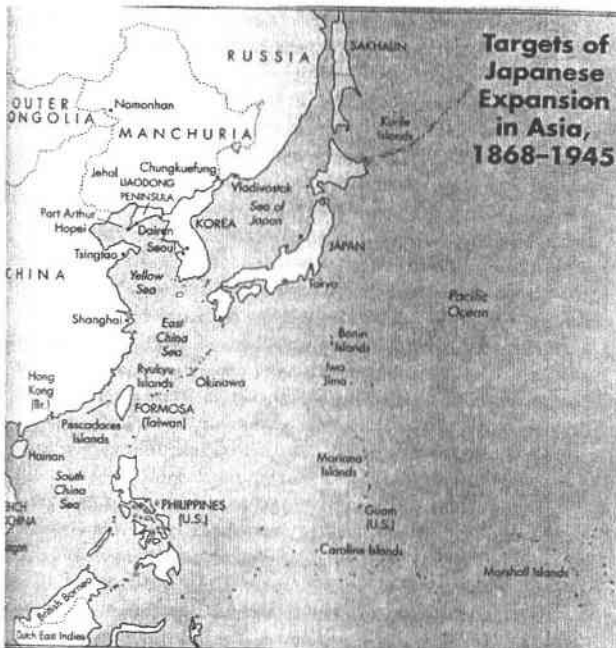 Targets of
Japanese
Expansion
in Asia,
1868–1945
RUSSIA
SAKHALIN
OUTER
MONGOLIA
Nomonhan
MANCHURIA
Kurile
Islands
Jehol
Chungkuefung
LIAODONG
PENINSULA
Vladivostok
Sea of
Japan
Port Arthur
Hopei
Dairen
KOREA
JAPAN
Tsingtao
Seoul
CHINA
Yellow
Sea
Tokyo
Pacific
Ocean
Shanghai
East
China
Sea
Bonin
Islands
Ryukyu
Islands
Okinawa
Iwo
Jima
Hong
Kong
(Br.)
FORMOSA
(Taiwan)
Pescadores
Islands
Hainan
Mariana
Islands
South
China
Sea
PHILIPPINES
(U.S.)
Guam
(U.S.)
Caroline Islands
Marshall Islands
British Borneo
Dutch East Indies